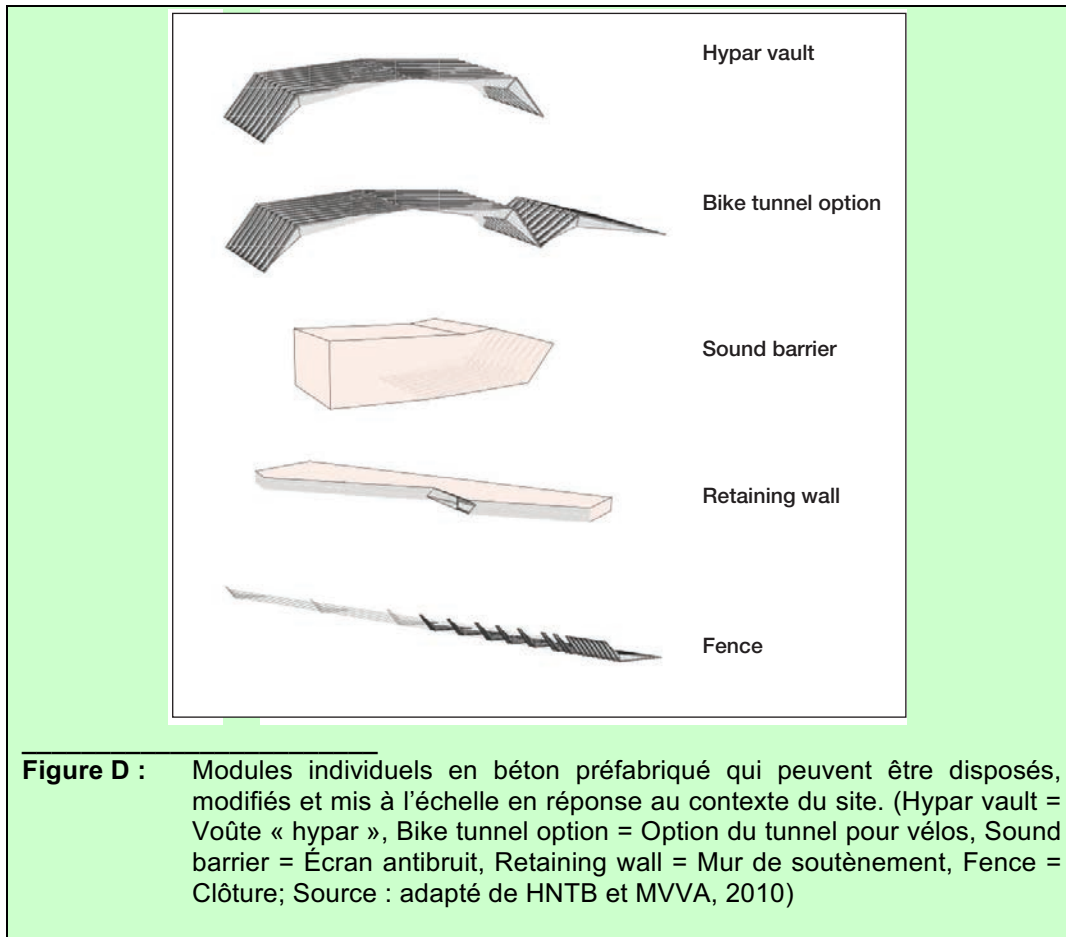 Hypar vault
Bike tunnel option
Sound barrier
Retaining wall
Fence
Figure D : Modules individuels en béton préfabriqué qui peuvent être disposés,
modifiés et mis à l’échelle en réponse au contexte du site. (Hypar vault =
Voûte « hypar », Bike tunnel option = Option du tunnel pour vélos, Sound
barrier = Écran antibruit, Retaining wall = Mur de soutènement, Fence =
Clôture; Source : adapté de HNTB et MVVA, 2010)